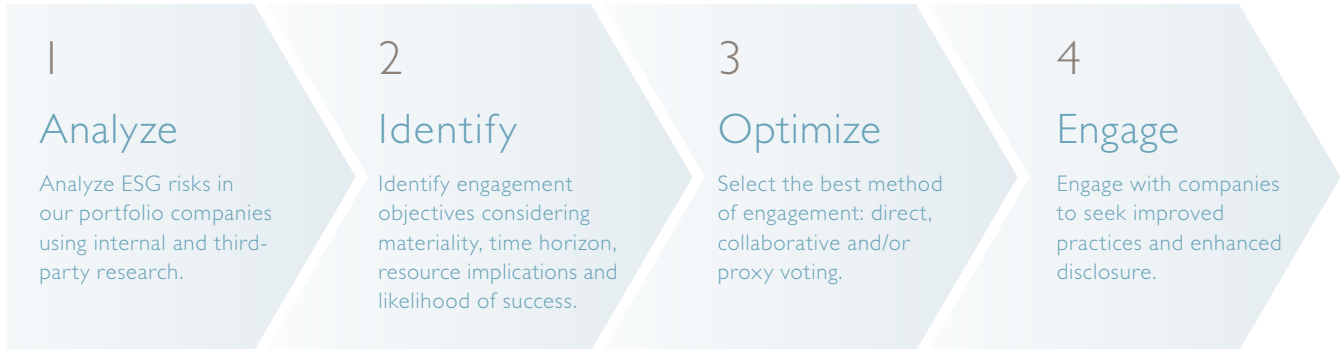 1
Analyze
Analyze ESG risks in
our portfolio companies
using internal and third-
party research.
2
Identify
Identify engagement
objectives considering
materiality, time horizon,
resource implications and
likelihood of success.
3
Optimize
Select the best method
of engagement: direct,
collaborative and/or
proxy voting.
4
Engage
Engage with companies
to seek improved
practices and enhanced
disclosure.